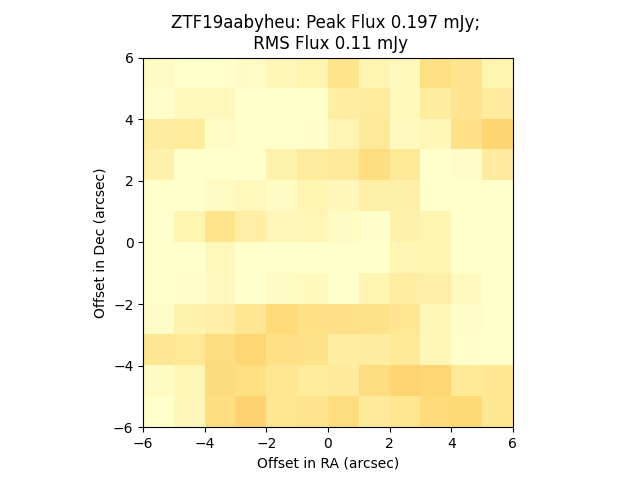 ZTF19aabyheu: Peak Flux 0.197 mJy;
RMS Flux 0.11 mJy
6
4
2
0
−2
−4
−6
Offset in Dec (arcsec)
−6 −4 −2 0 2 4 6
Offset in RA (arcsec)